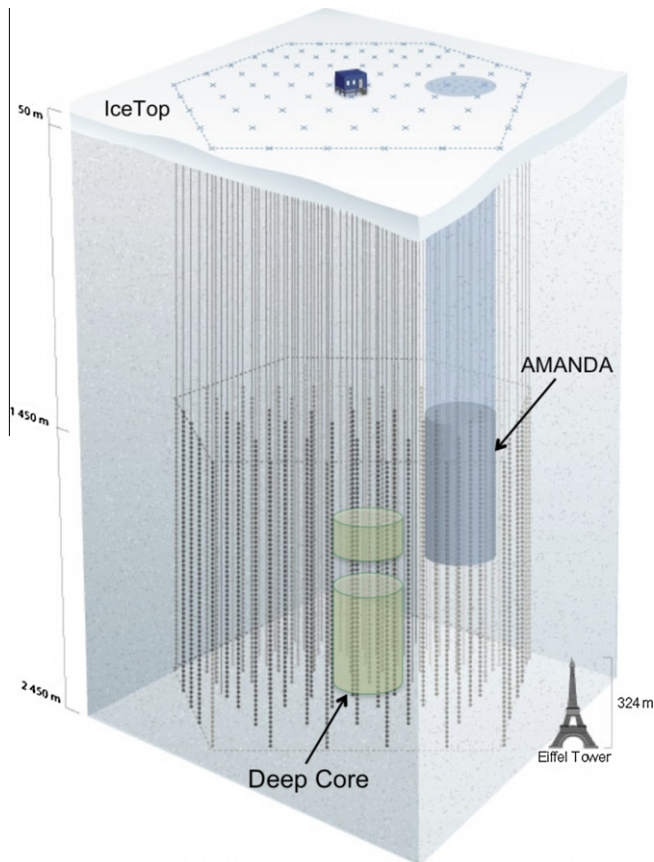 50 m
IceTop
AMANDA
1 450 m
2 450 m
324 m
Eiffel Tower
Deep Core